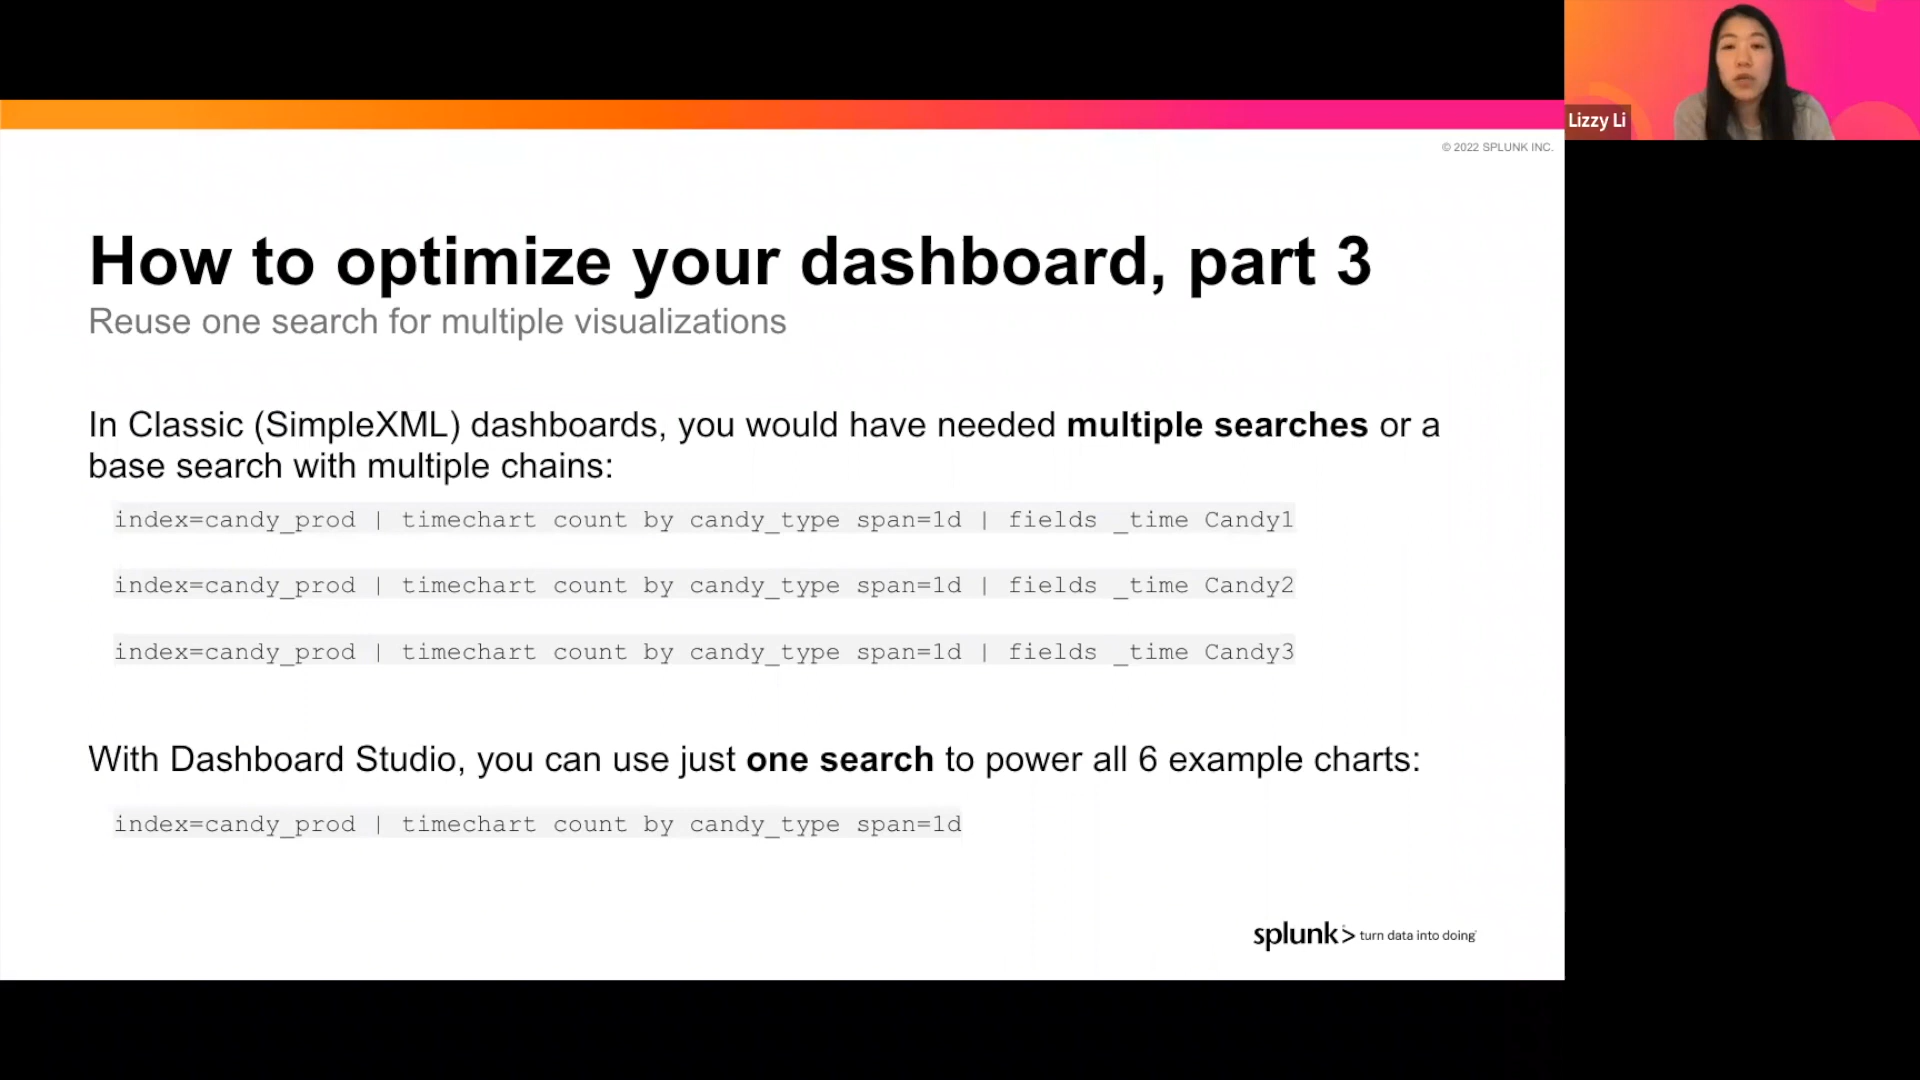 Lizzy Li
© 2022 SPLUNK INC.
How to optimize your dashboard, part 3
Reuse one search for multiple visualizations
In Classic (SimpleXML) dashboards, you would have needed multiple searches or a
base search with multiple chains:
index=candy_prod | timechart count by candy_type span=1d | fields _time Candy1
index=candy_prod | timechart count by candy_type span=1d | fields _time Candy2
index=candy_prod | timechart count by candy_type span=1d | fields _time Candy3
With Dashboard Studio, you can use just one search to power all 6 example charts:
index=candy_prod | timechart count by candy_type span=1d
splunk> turn data into doing